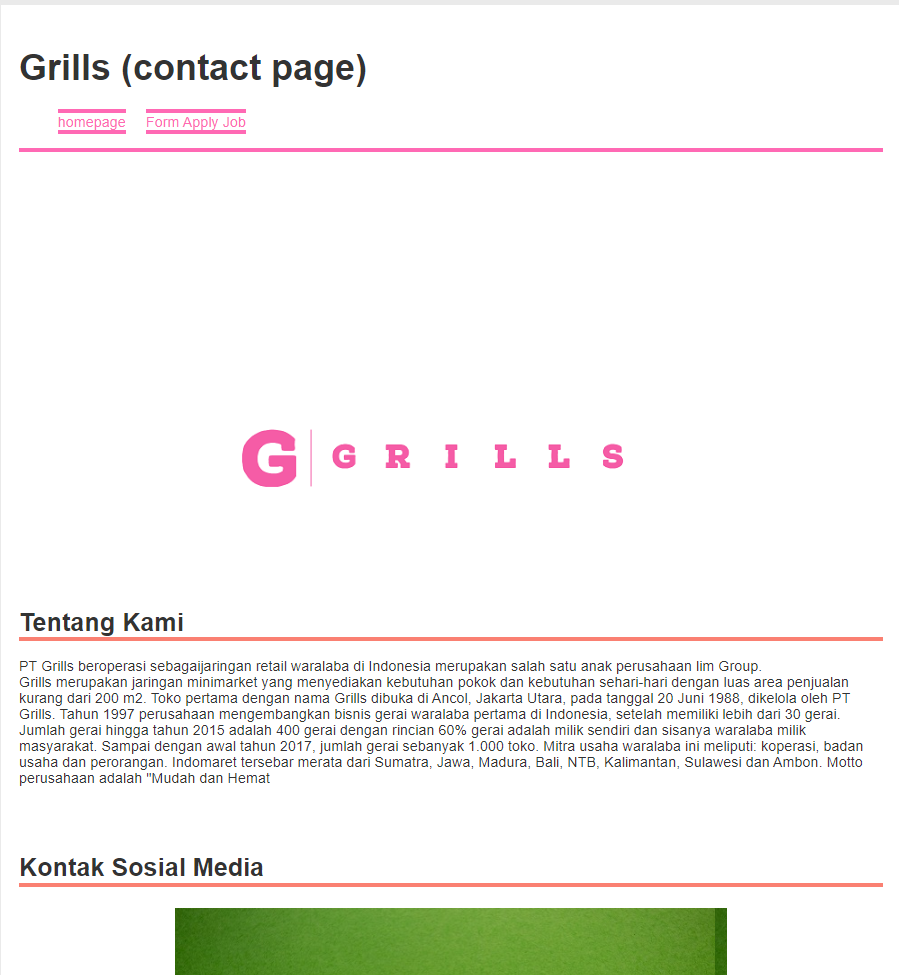 Grills (contact page)
homepage Form Apply Job
G GRILLS
Tentang Kami
PT Grills beroperasi sebagaijaringan retail waralaba di Indonesia merupakan salah satu anak perusahaan lim Group.
Grills merupakan jaringan minimarket yang menyediakan kebutuhan pokok dan kebutuhan sehari-hari dengan luas area penjualan
kurang dari 200 m2. Toko pertama dengan nama Grills dibuka di Ancol, Jakarta Utara, pada tanggal 20 Juni 1988, dikelola oleh PT
Grills. Tahun 1997 perusahaan mengembangkan bisnis gerai waralaba pertama di Indonesia, setelah memiliki lebih dari 30 gerai.
Jumlah gerai hingga tahun 2015 adalah 400 gerai dengan rincian 60% gerai adalah milik sendiri dan sisanya waralaba milik
masyarakat. Sampai dengan awal tahun 2017, jumlah gerai sebanyak 1.000 toko. Mitra usaha waralaba ini meliputi: koperasi, badan
usaha dan perorangan. Indomaret tersebar merata dari Sumatra, Jawa, Madura, Bali, NTB, Kalimantan, Sulawesi dan Ambon. Motto
perusahaan adalah "Mudah dan Hemat
Kontak Sosial Media